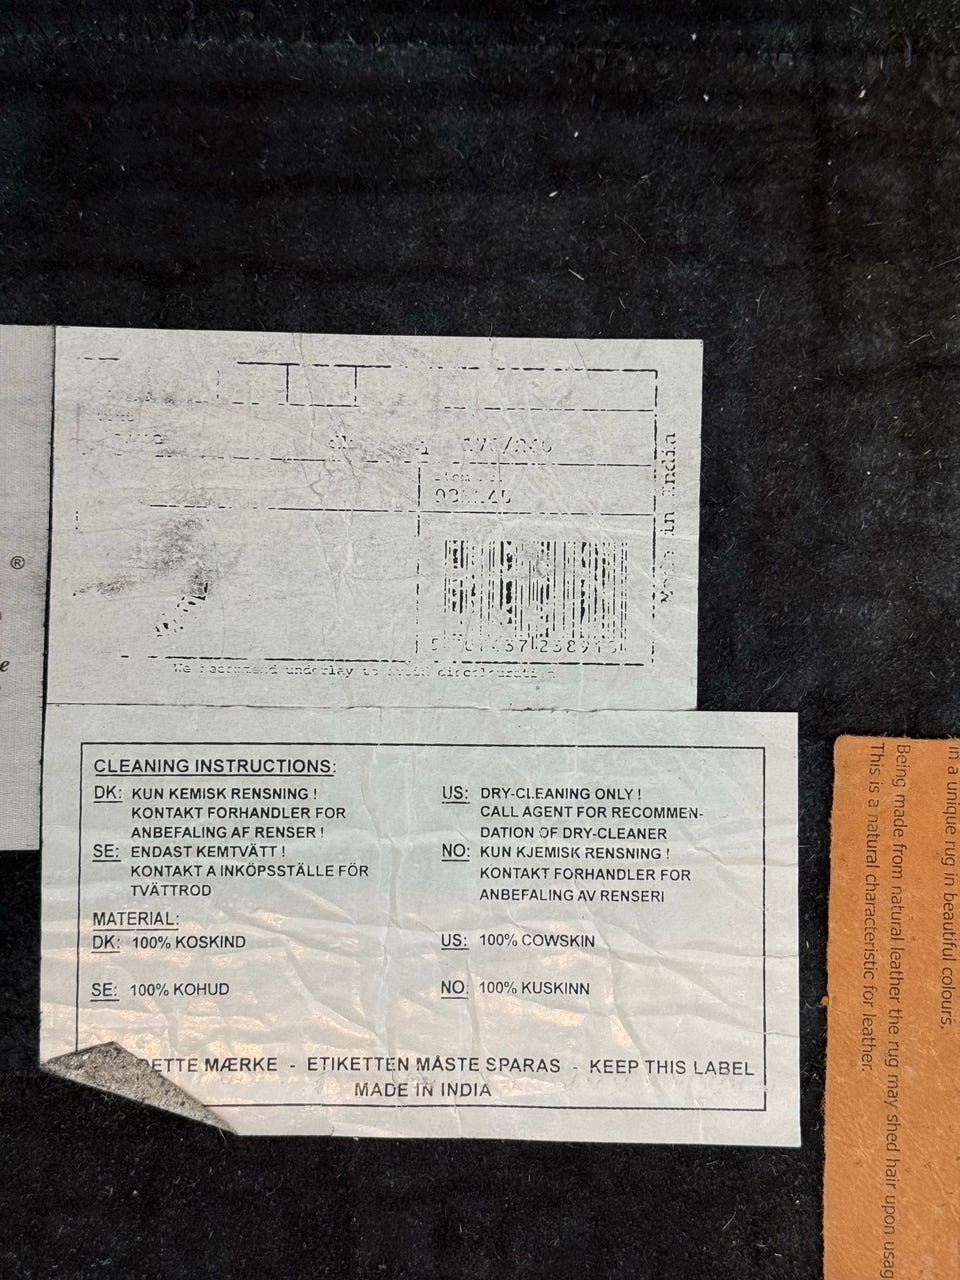 ®
Made in India
We recommend underlay to
CLEANING INSTRUCTIONS:
DK: KUN KEMISK RENSNING !
KONTAKT FORHANDLER FOR
ANBEFALING AF RENSER !
SE: ENDAST KEMTVÄTT !
KONTAKTA INKÖPSSTÄLLE FÖR
TVÄTTROD
US: DRY-CLEANING ONLY !
CALL AGENT FOR RECOMMEN-
DATION OF DRY-CLEANER
NO: KUN KJEMISK RENSNING !
KONTAKT FORHANDLER FOR
ANBEFALING AV RENSERI
MATERIAL:
DK: 100% KOSKIND
US: 100% COWSKIN
SE: 100% KOHUD
NO: 100% KUSKINN
DETTE MÆRKE - ETIKETTEN MÅSTE SPARAS - KEEP THIS LABEL
MADE IN INDIA
in a unique rug in beautiful colours.
Being made from natural leather the rug may shed hair upon usag
This is a natural characteristic for leather.